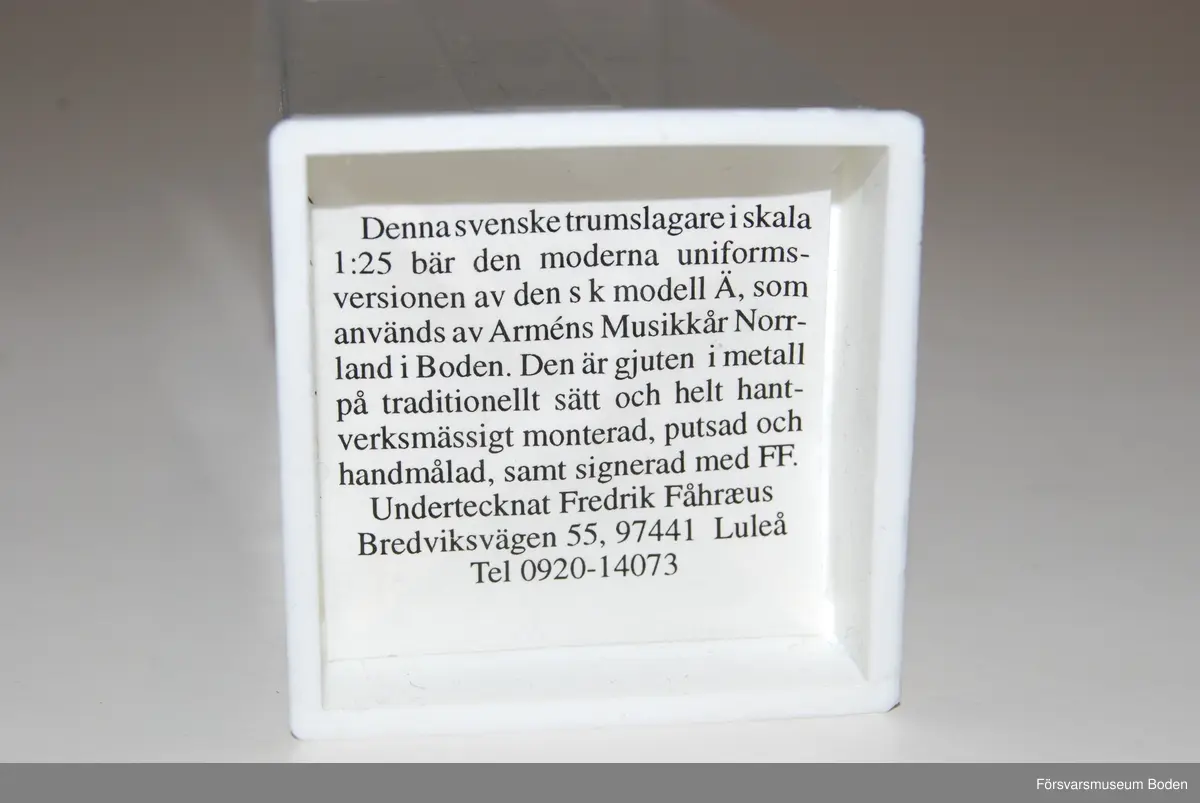 Denna svenske trumslagare i skala
1:25 bär den moderna uniforms-
versionen av den s k modell Ä, som
används av Arméns Musikkår Norr-
land i Boden. Den är gjuten i metall
på traditionellt sätt och helt hant-
verksmässigt monterad, putsad och
handmålad, samt signerad med FF.
Undertecknat Fredrik Fåhræus
Bredviksvägen 55, 97441 Luleå
Tel 0920-14073
Försvarsmuseum Boden